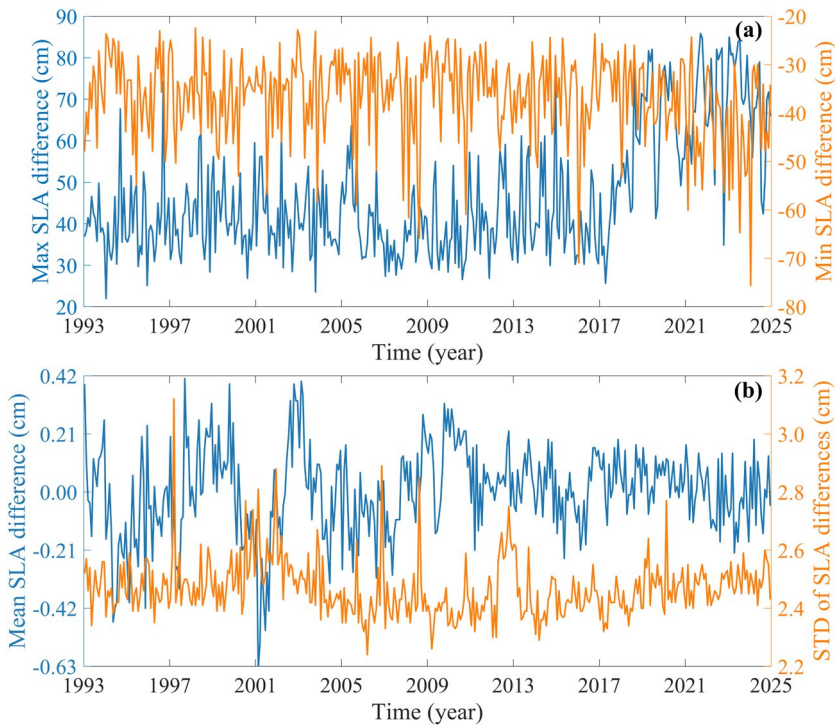 (a)
Max SLA difference (cm)
90
80
70
60
50
40
30
20
-20
-30
-40
-50
-60
-70
-80
Min SLA difference (cm)
1993 1997 2001 2005 2009 2013 2017 2021 2025
Time (year)
(b)
Mean SLA difference (cm)
0.42
0.21
0.00
-0.21
-0.42
-0.63
3.2
3.0
2.8
2.6
2.4
2.2
STD of SLA differences (cm)
1993 1997 2001 2005 2009 2013 2017 2021 2025
Time (year)